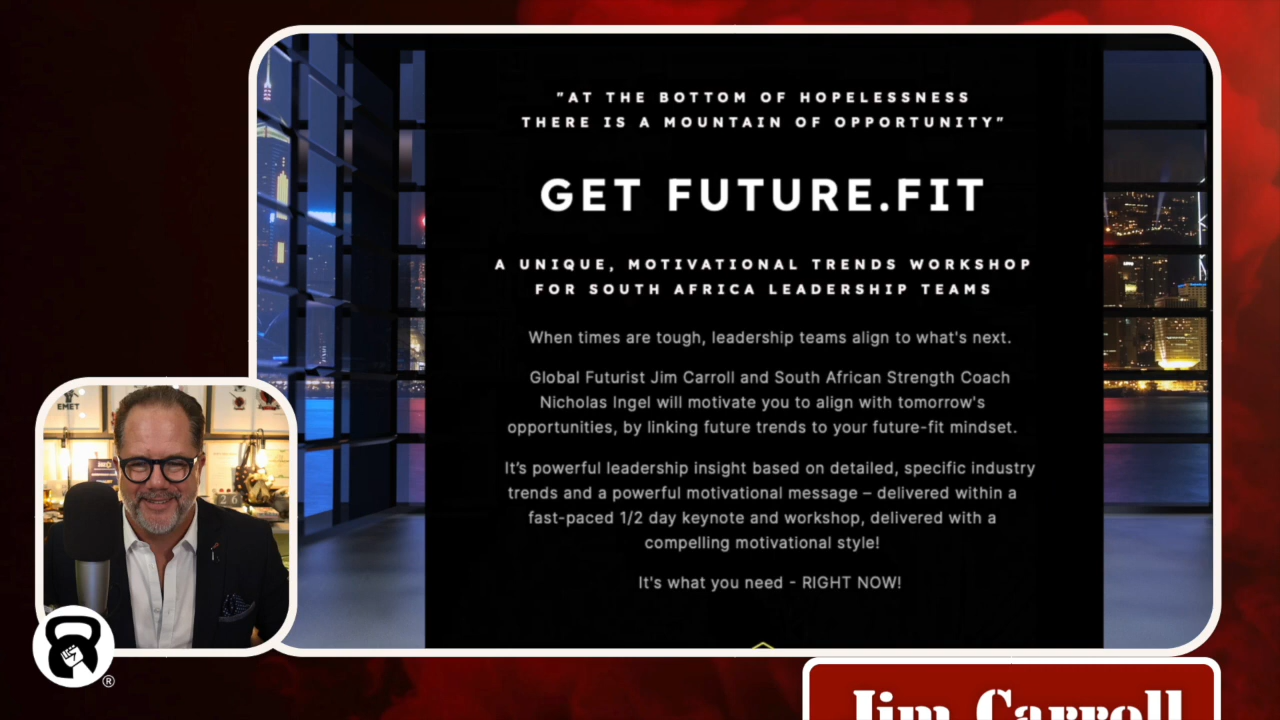 "AT THE BOTTOM OF HOPELESSNESS
THERE IS A MOUNTAIN OF OPPORTUNITY"
GET FUTURE.FIT
A UNIQUE, MOTIVATIONAL TRENDS WORKSHOP
FOR SOUTH AFRICA LEADERSHIP TEAMS
When times are tough, leadership teams align to what's next.
Global Futurist Jim Carroll and South African Strength Coach
Nicholas Ingel will motivate you to align with tomorrow's
opportunities, by linking future trends to your future-fit mindset.
It's powerful leadership insight based on detailed, specific industry
trends and a powerful motivational message – delivered within a
fast-paced 1/2 day keynote and workshop, delivered with a
compelling motivational style!
It's what you need - RIGHT NOW!
EMET
26
®
Jim Carroll